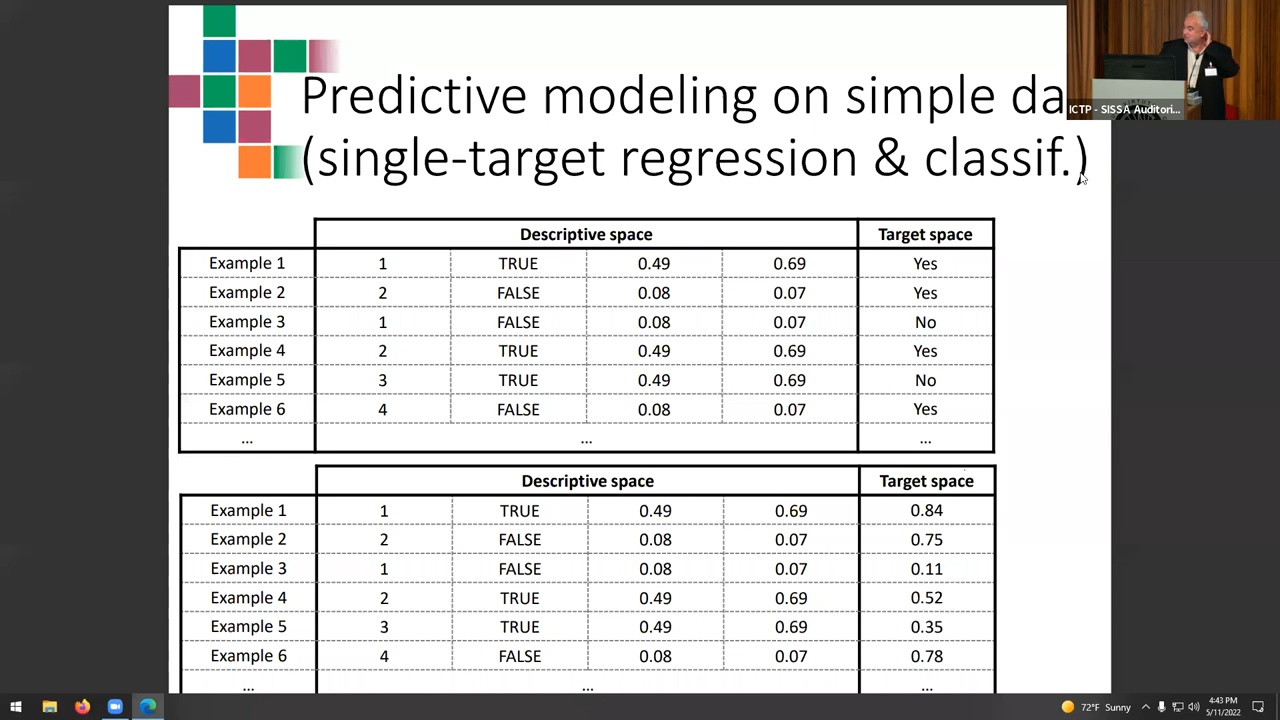 Predictive modeling on simple da
(single-target regression & classif.)
ICTP - SISSA Auditori...
Descriptive space Target space
Example 1 1 TRUE 0.49 0.69 Yes
Example 2 2 FALSE 0.08 0.07 Yes
Example 3 1 FALSE 0.08 0.07 No
Example 4 2 TRUE 0.49 0.69 Yes
Example 5 3 TRUE 0.49 0.69 No
Example 6 4 FALSE 0.08 0.07 Yes
... ... ...
Descriptive space Target space
Example 1 1 TRUE 0.49 0.69 0.84
Example 2 2 FALSE 0.08 0.07 0.75
Example 3 1 FALSE 0.08 0.07 0.11
Example 4 2 TRUE 0.49 0.69 0.52
Example 5 3 TRUE 0.49 0.69 0.35
Example 6 4 FALSE 0.08 0.07 0.78
... ... ...
72°F Sunny
4:43 PM
5/11/2022